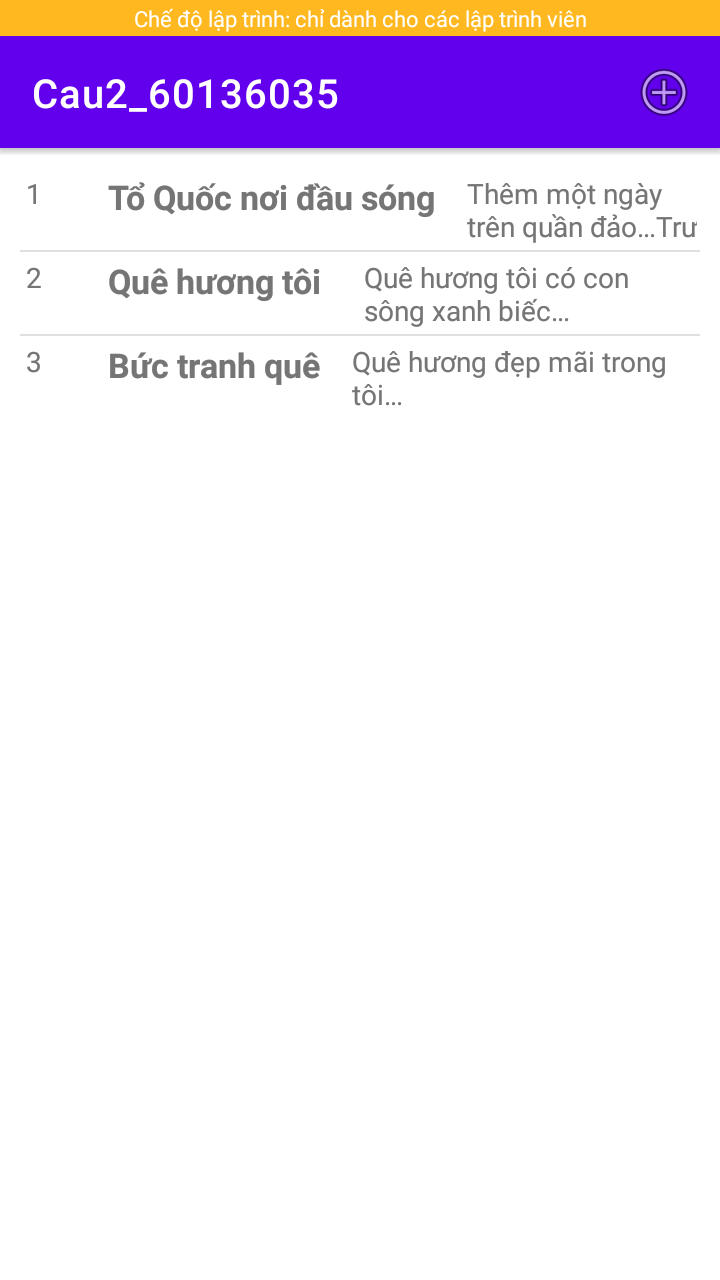 Chế độ lập trình: chỉ dành cho các lập trình viên
Cau2_60136035
1 Tổ Quốc nơi đầu sóng Thêm một ngày
trên quần đảo...Trư
2 Quê hương tôi Quê hương tôi có con
sông xanh biếc...
3 Bức tranh quê Quê hương đẹp mãi trong
tôi...